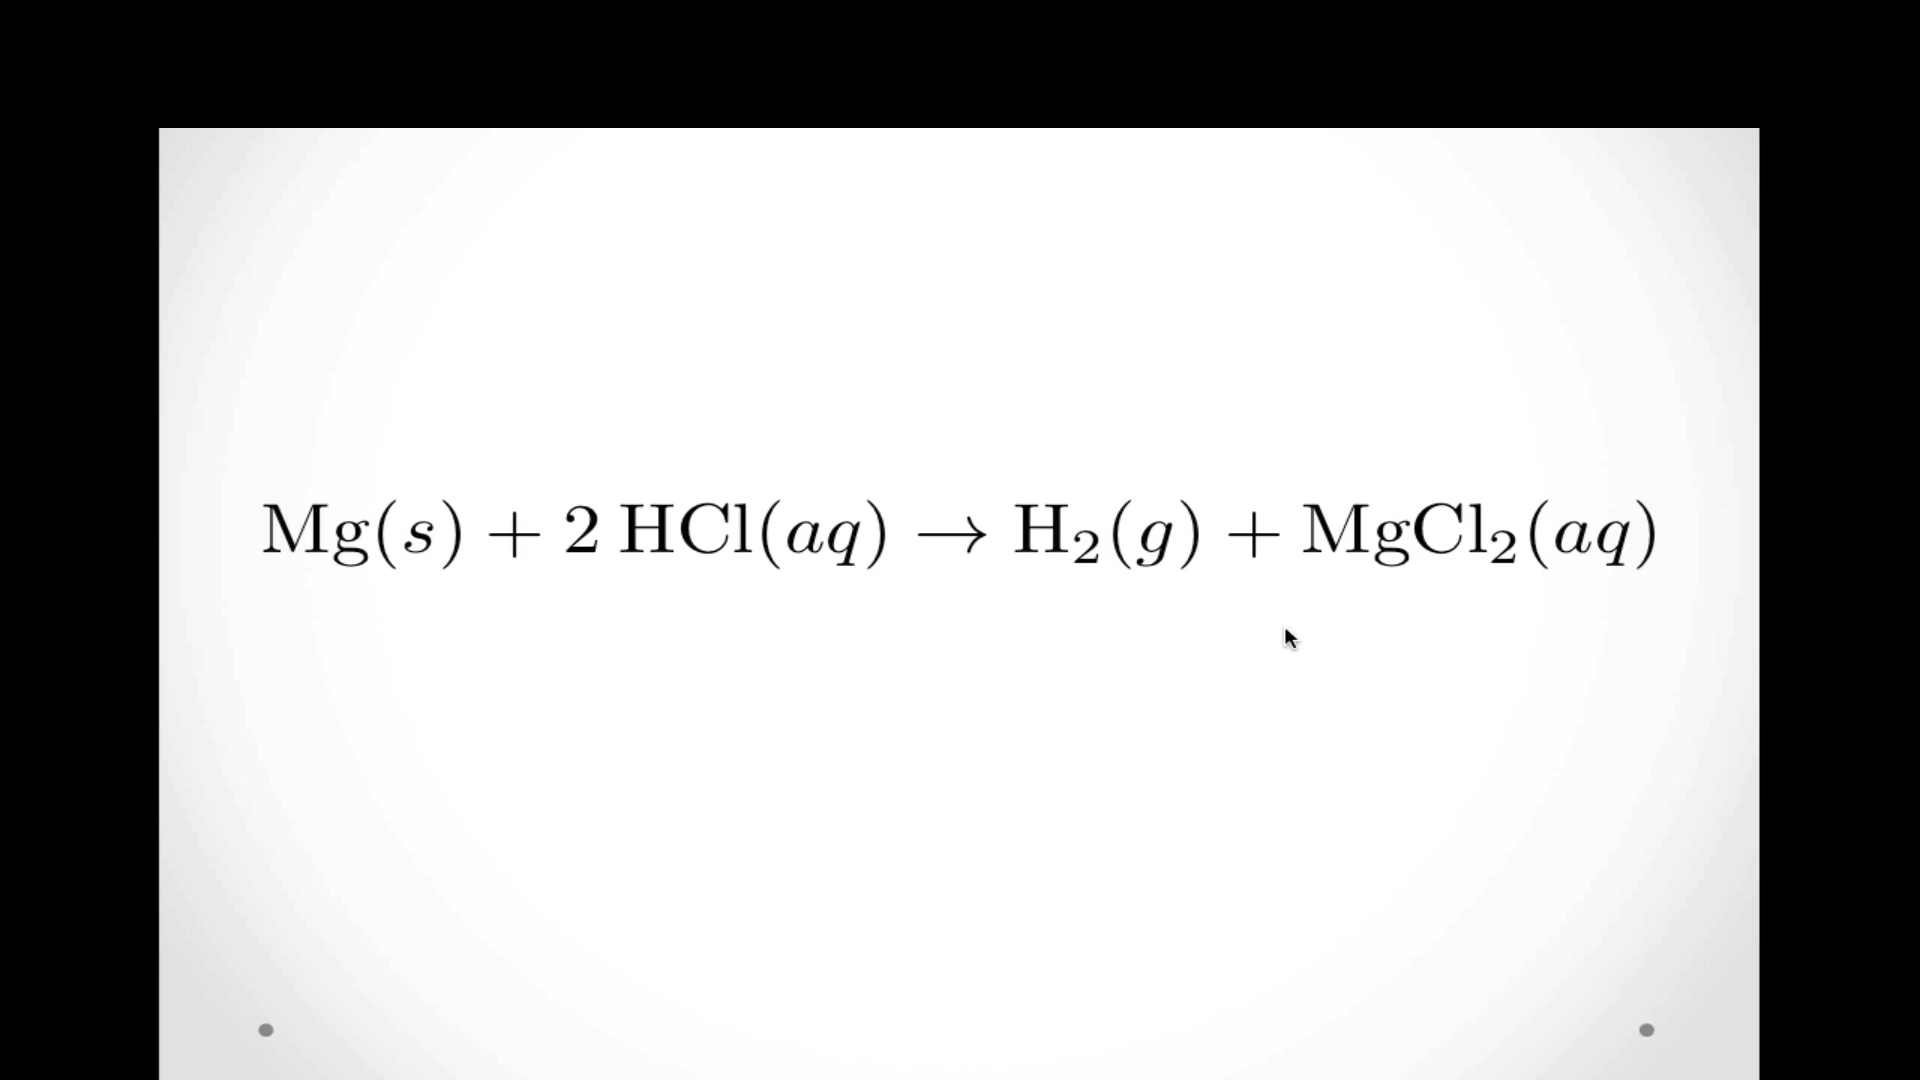 Mg(s) + 2 HCl(aq) → H₂(g) + MgCl₂(aq)